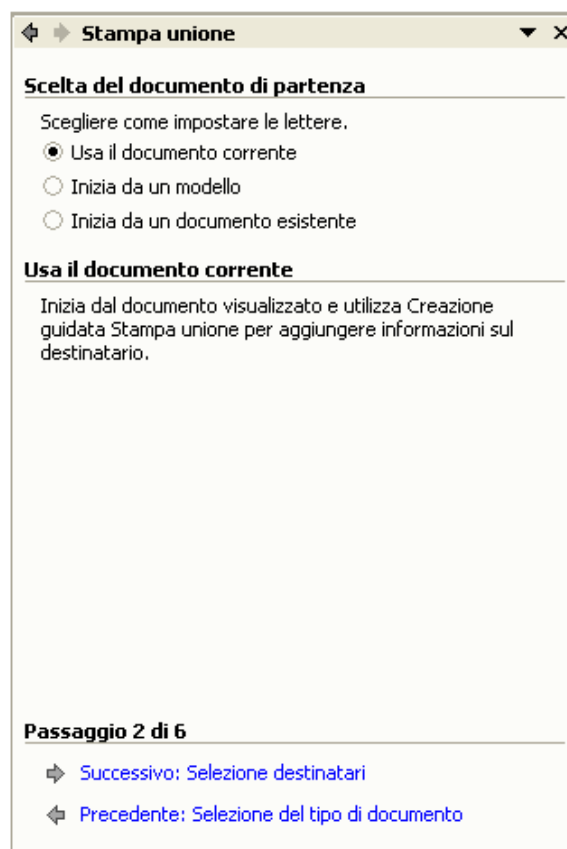 Stampa unione
Scelta del documento di partenza
Scegliere come impostare le lettere.
Usa il documento corrente
Inizia da un modello
Inizia da un documento esistente
Usa il documento corrente
Inizia dal documento visualizzato e utilizza Creazione
guidata Stampa unione per aggiungere informazioni sul
destinatario.
Passaggio 2 di 6
Successivo: Selezione destinatari
Precedente: Selezione del tipo di documento